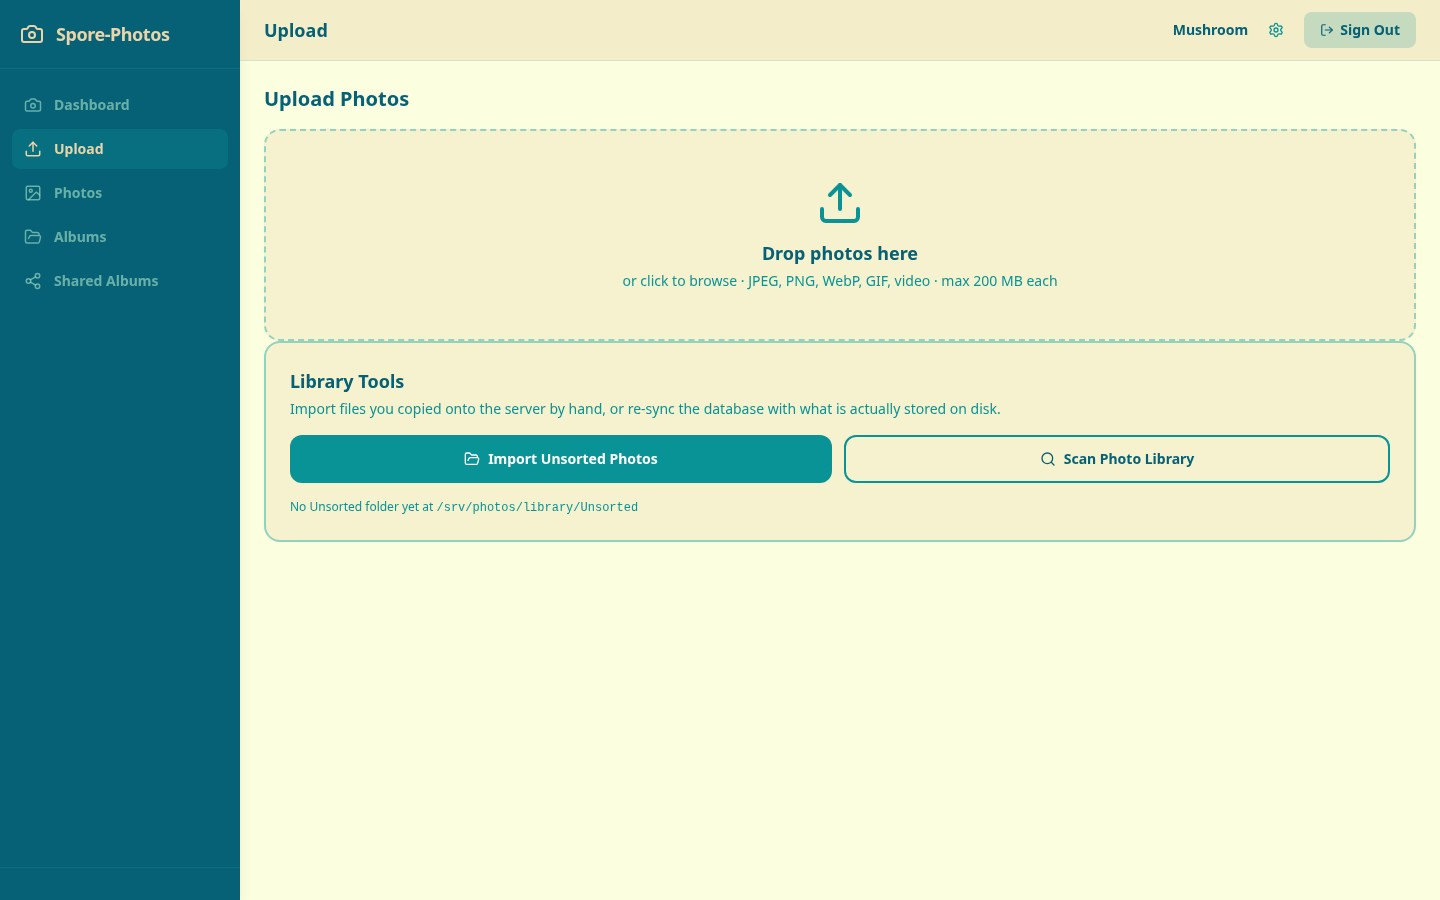 Spore-Photos
Dashboard
Upload
Photos
Albums
Shared Albums
Upload
Mushroom
Sign Out
Upload Photos
Drop photos here
or click to browse · JPEG, PNG, WebP, GIF, video · max 200 MB each
Library Tools
Import files you copied onto the server by hand, or re-sync the database with what is actually stored on disk.
Import Unsorted Photos
Scan Photo Library
No Unsorted folder yet at /srv/photos/library/Unsorted